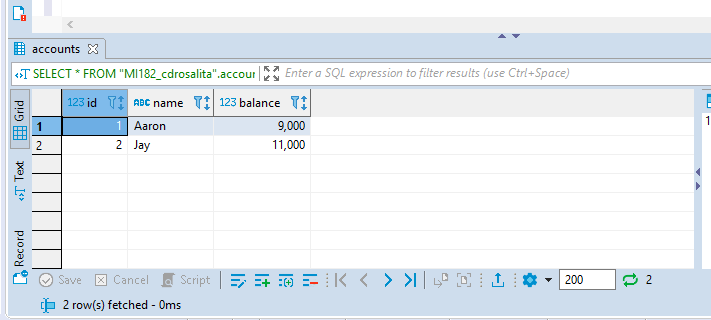 accounts
SELECT * FROM "MI182_cdrosalita".accour
Enter a SQL expression to filter results (use Ctrl+Space)
Grid
Text
Record
123 id ABC name 123 balance
1 1 Aaron 9,000
2 2 Jay 11,000
1
Save Cancel Script 200 2
2 row(s) fetched - 0ms